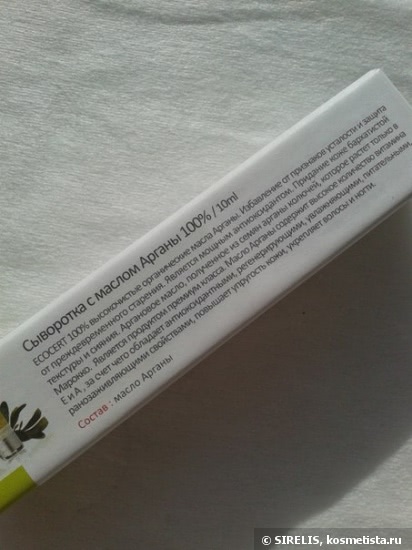 Сыворотка с маслом Арганы 100% / 10ml
ECOCERT 100% высокочистые органические масла Арганы. Избавление от признаков усталости и защита
от преждевременного старения. Является мощным антиоксидантом. Придание коже бархатистой
текстуры и сияния. Аргановое масло, полученное из семян арганы колючей, которое растет только в
Марокко. Является продуктом премиум класса. Масло Арганы содержит высокое количество витамина
Е и А , за счет чего обладает антиоксидантными, регенерирующими, увлажняющими, питательными,
ранозаживляющими свойствами, повышает упругость кожи, укрепляет волосы и ногти.
Состав : масло Арганы
© SIRELIS, kosmetista.ru